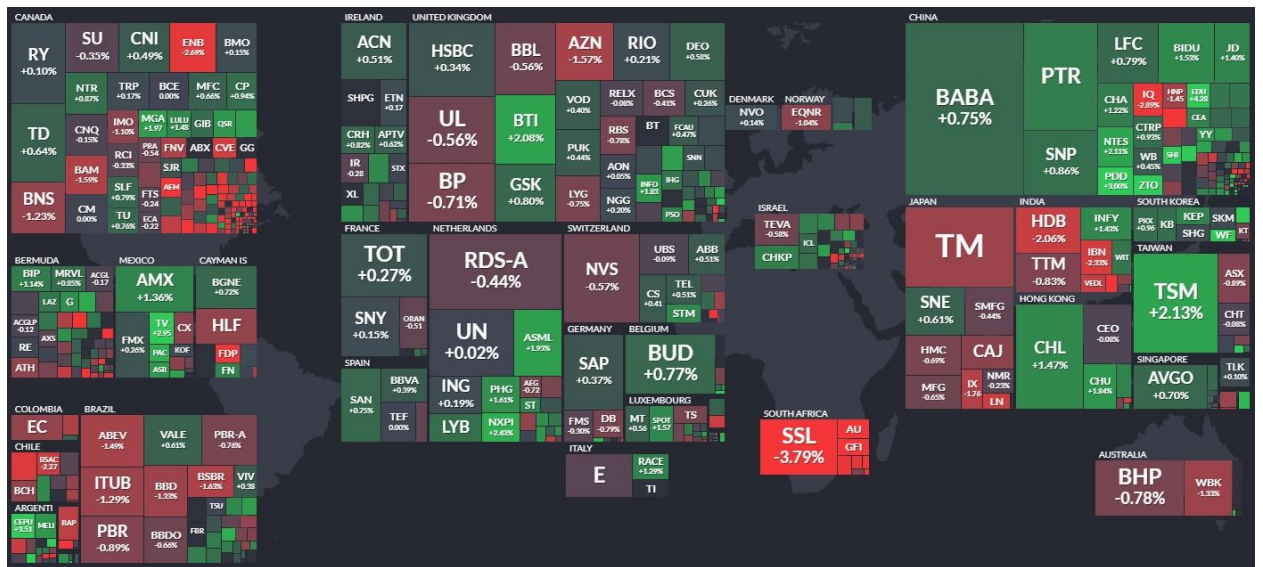 CANADA
RY
+0.10%
SU
-0.35%
CNI
+0.49%
ENB
-2.69%
BMO
+0.15%
TD
+0.64%
BNS
-1.23%
NTR
+0.87%
TRP
+0.17%
BCE
0.00%
MFC
+0.66%
CP
+0.94%
CNQ
-0.15%
IMO
-1.10%
MGA
+1.97
LULU
+1.48
GIB
QSR
BAM
-1.59%
RCI
-0.33%
PBA
-0.54
FNV
ABX
CVE
GG
SJR
CM
0.00%
SLF
+0.79%
FTS
-0.24
AEM
TU
+0.76%
ECA
-0.22
IRELAND
ACN
+0.51%
SHPG
ETN
+0.17
CRH
+0.82%
APTV
+0.62%
IR
-0.28
STX
XL
UNITED KINGDOM
HSBC
+0.34%
BBL
-0.56%
AZN
-1.57%
RIO
+0.21%
DEO
+0.58%
UL
-0.56%
BTI
+2.08%
VOD
+0.40%
RELX
-0.08%
BCS
-0.41%
CUK
+0.26%
RBS
-0.78%
BT
FCAU
+0.47%
PUK
+0.44%
AON
+0.05%
SNN
BP
-0.71%
GSK
+0.80%
LYG
-0.75%
NGG
+0.20%
INFO
+1.83
IHG
PSO
DENMARK
NVO
+0.14%
NORWAY
EQNR
-1.04%
CHINA
BABA
+0.75%
PTR
SNP
+0.86%
LFC
+0.79%
BIDU
+1.53%
JD
+1.40%
CHA
+1.22%
IQ
-2.89%
HNP
-1.45
EDU
+4.28
CEA
NTES
+2.11%
CTRP
+0.93%
YY
WB
+0.45%
SHI
PDD
+3.00%
ZTO
ISRAEL
TEVA
-0.58%
ICL
CHKP
FRANCE
TOT
+0.27%
SNY
+0.15%
ORAN
-0.51
NETHERLANDS
RDS-A
-0.44%
UN
+0.02%
ASML
+1.93%
ING
+0.19%
PHG
+1.61%
AEG
-0.72
ST
LYB
NXPI
+2.43%
SWITZERLAND
NVS
-0.57%
UBS
-0.09%
ABB
+0.51%
CS
+0.41
TEL
+0.51%
STM
JAPAN
TM
SNE
+0.61%
SMFG
-0.44%
HMC
-0.69%
CAJ
MFG
-0.65%
IX
-1.76
NMR
-0.23%
LN
INDIA
HDB
-2.06%
INFY
+1.43%
TTM
-0.83%
IBN
-2.33%
WIT
VEDL
SOUTH KOREA
PKX
+0.96
KB
KEP
SKM
SHG
WF
KT
TAIWAN
TSM
+2.13%
ASX
-0.89%
CHT
-0.08%
HONG KONG
CHL
+1.47%
CEO
-0.08%
CHU
+1.84%
SINGAPORE
AVGO
+0.70%
TLK
+0.10%
BERMUDA
BIP
+1.14%
MRVL
+0.85%
ACGL
-0.17
LAZ
G
ACGLP
-0.12
AXS
RE
ATH
MEXICO
AMX
+1.36%
FMX
+0.26%
TV
+2.95
CX
PAC
KOF
ASR
CAYMAN IS
BGNE
+0.72%
HLF
FDP
FN
GERMANY
SAP
+0.37%
FMS
-0.30%
DB
-0.79%
BELGIUM
BUD
+0.77%
LUXEMBOURG
MT
+0.56
SPOT
+1.57
TS
SPAIN
SAN
+0.75%
BBVA
+0.39%
TEF
0.00%
ITALY
E
RACE
+1.29%
TI
COLOMBIA
EC
CHILE
BSAC
-2.27
BCH
ARGENTI
CEPU
+3.51
MELI
BAP
BRAZIL
ABEV
-1.49%
VALE
+0.61%
PBR-A
-0.76%
ITUB
-1.29%
BBD
-1.33%
BSBR
-1.63%
VIV
+0.38
TSU
PBR
-0.89%
BBDO
-0.66%
FBR
SOUTH AFRICA
SSL
-3.79%
AU
GFI
AUSTRALIA
BHP
-0.78%
WBK
-1.33%